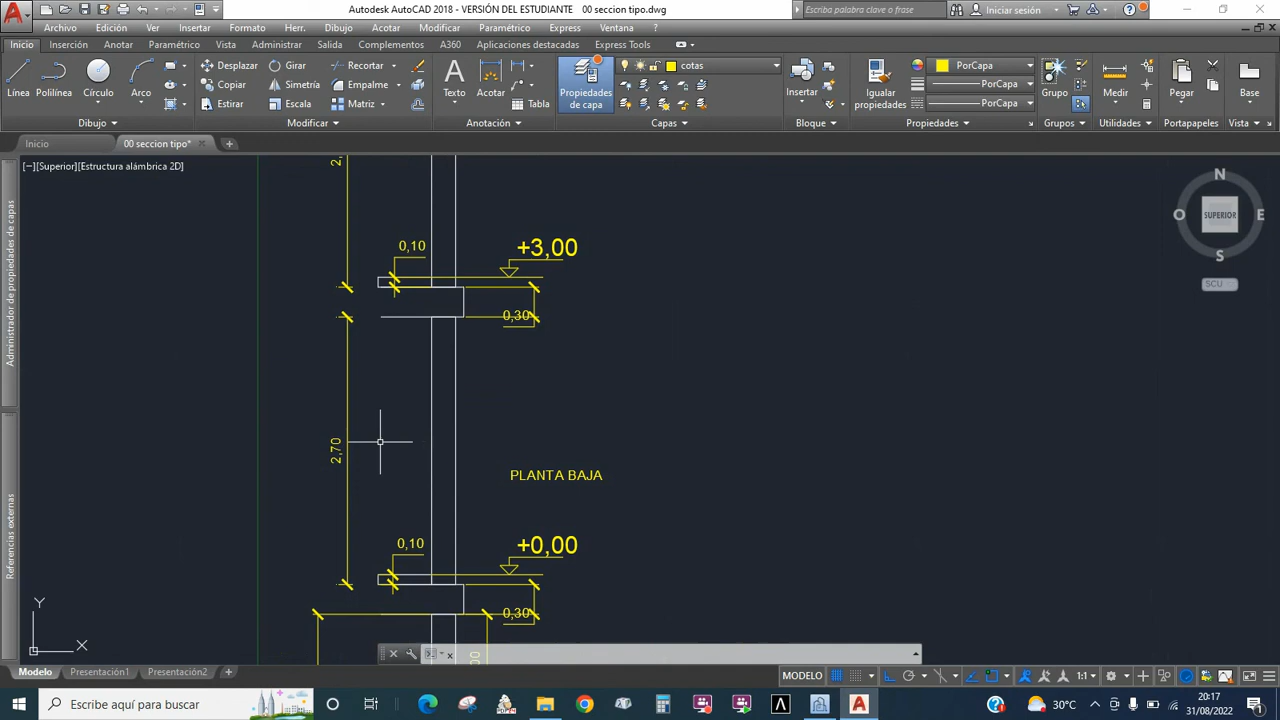 Autodesk AutoCAD 2018 - VERSIÓN DEL ESTUDIANTE 00 seccion tipo.dwg
Escriba palabra clave o frase
Iniciar sesión
Archivo Edición Ver Insertar Formato Herr. Dibujo Acotar Modificar Paramétrico Express Ventana ?
Inicio Inserción Anotar Paramétrico Vista Administrar Salida Complementos A360 Aplicaciones destacadas Express Tools
Línea Polilínea Círculo Arco
Desplazar Girar Recortar
Copiar Simetría Empalme
Estirar Escala Matriz
Texto Acotar Tabla
Propiedades de capa
cotas
Insertar
Igualar propiedades
PorCapa
PorCapa
PorCapa
Grupo Medir Pegar Base
Dibujo Modificar Anotación Capas Bloque Propiedades Grupos Utilidades Portapapeles Vista
Inicio 00 seccion tipo*
[−][Superior][Estructura alámbrica 2D]
Administrador de propiedades de capas
Referencias externas
N
O SUPERIOR E
S
SCU
2,
0,10 +3,00
0,30
2,70
PLANTA BAJA
0,10 +0,00
0,30
00
Y
X
Modelo Presentación1 Presentación2
MODELO
1:1
Escribe aquí para buscar
30°C
20:17
31/08/2022